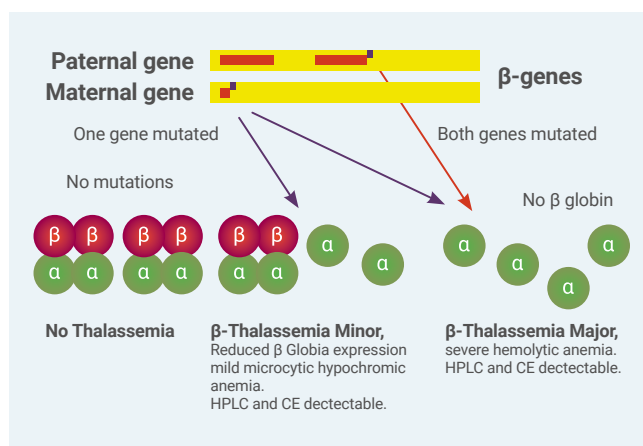 Paternal gene
Maternal gene
β-genes
One gene mutated
Both genes mutated
No mutations
No β globin
β β β β β β
α α α α α α α α α α α α
No Thalassemia
β-Thalassemia Minor,
Reduced β Globia expression
mild microcytic hypochromic
anemia.
HPLC and CE dectectable.
β-Thalassemia Major,
severe hemolytic anemia.
HPLC and CE dectectable.